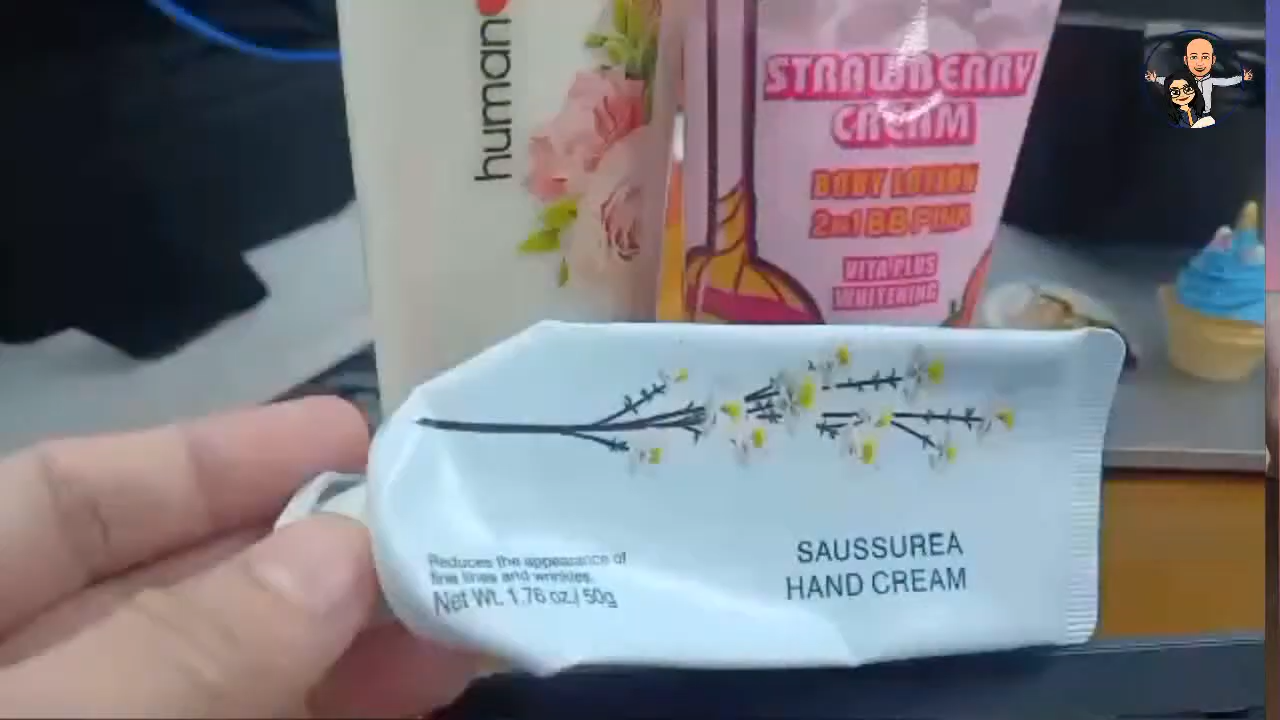 human
STRAWBERRY
CREAM
BODY LOTION
2in1 BB PINK
VITA PLUS
WHITENING
Reduces the appearance of
fine lines and wrinkles.
Net Wt. 1.76 oz./ 50g
SAUSSUREA
HAND CREAM